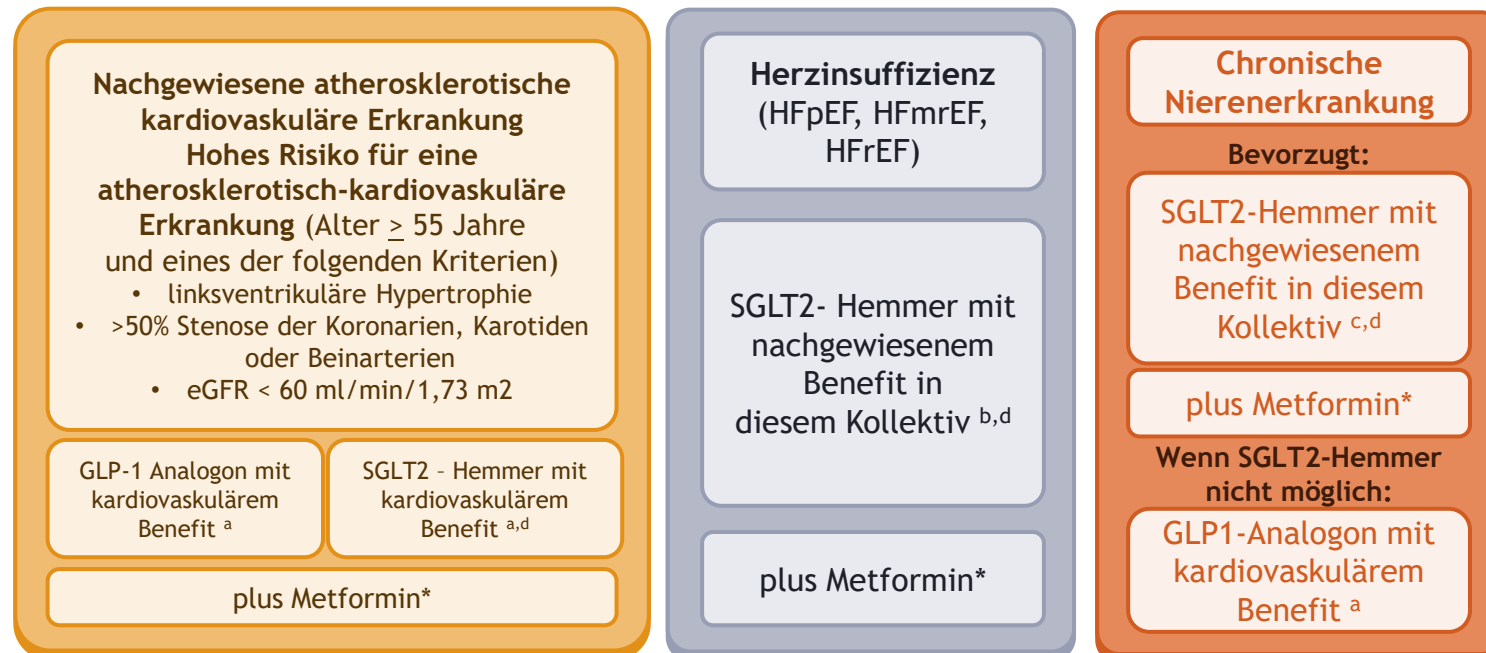 Nachgewiesene atherosklerotische
kardiovaskuläre Erkrankung
Hohes Risiko für eine
atherosklerotisch-kardiovaskuläre
Erkrankung (Alter > 55 Jahre
und eines der folgenden Kriterien)
• linksventrikuläre Hypertrophie
• >50% Stenose der Koronarien, Karotiden
oder Beinarterien
• eGFR < 60 ml/min/1,73 m2
GLP-1 Analogon mit
kardiovaskulärem
Benefit a
SGLT2 – Hemmer mit
kardiovaskulärem
Benefit a,d
plus Metformin*
Herzinsuffizienz
(HFpEF, HFmrEF,
HFrEF)
SGLT2- Hemmer mit
nachgewiesenem
Benefit in
diesem Kollektiv b,d
plus Metformin*
Chronische
Nierenerkrankung
Bevorzugt:
SGLT2-Hemmer mit
nachgewiesenem
Benefit in diesem
Kollektiv c,d
plus Metformin*
Wenn SGLT2-Hemmer
nicht möglich:
GLP1-Analogon mit
kardiovaskulärem
Benefit a